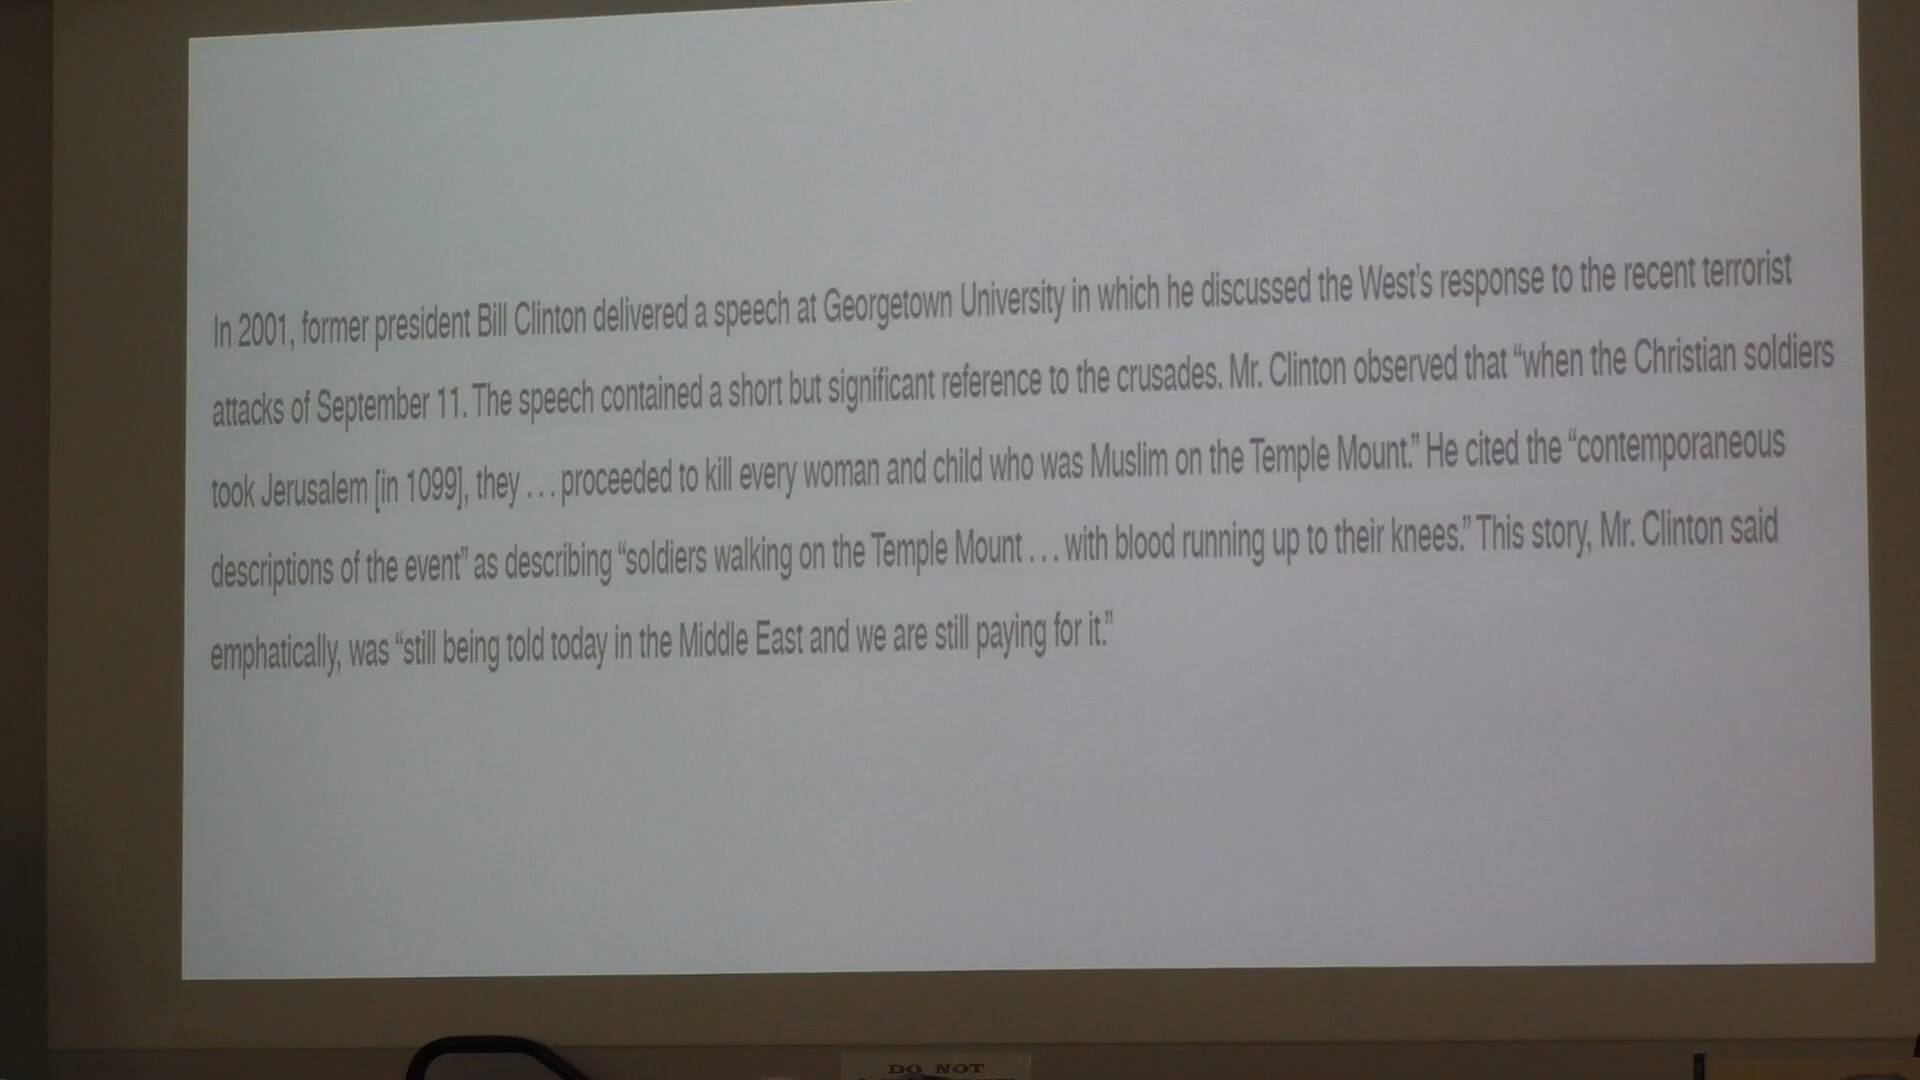 In 2001, former president Bill Clinton delivered a speech at Georgetown University in which he discussed the West's response to the recent terrorist
attacks of September 11. The speech contained a short but significant reference to the crusades. Mr. Clinton observed that “when the Christian soldiers
took Jerusalem [in 1099], they . . . proceeded to kill every woman and child who was Muslim on the Temple Mount.” He cited the “contemporaneous
descriptions of the event” as describing “soldiers walking on the Temple Mount . . . with blood running up to their knees.” This story, Mr. Clinton said
emphatically, was “still being told today in the Middle East and we are still paying for it.”
DO NOT